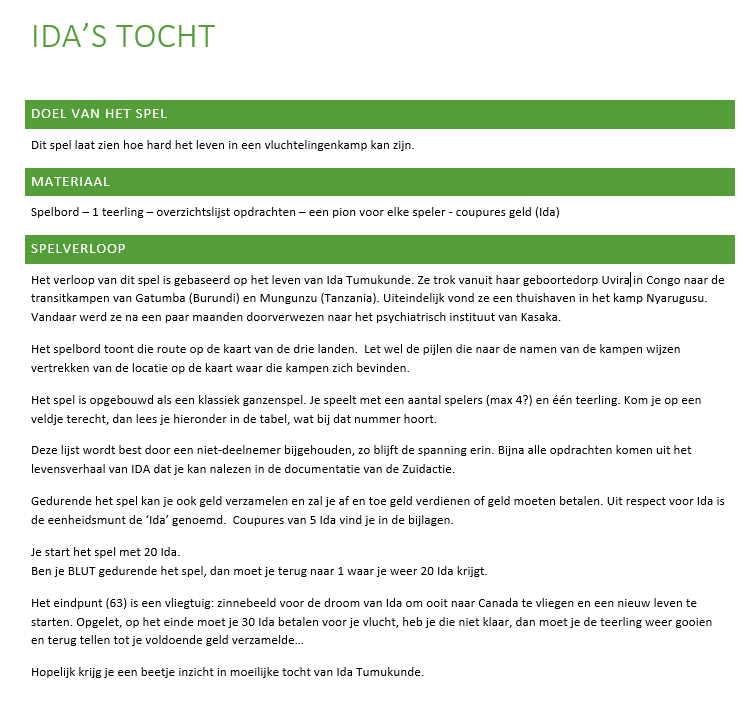 IDA’S TOCHT
DOEL VAN HET SPEL
Dit spel laat zien hoe hard het leven in een vluchtelingenkamp kan zijn.
MATERIAAL
Spelbord – 1 teerling – overzichtslijst opdrachten – een pion voor elke speler - coupures geld (Ida)
SPELVERLOOP
Het verloop van dit spel is gebaseerd op het leven van Ida Tumukunde. Ze trok vanuit haar geboortedorp Uvira in Congo naar de
transitkampen van Gatumba (Burundi) en Mungunzu (Tanzania). Uiteindelijk vond ze een thuishaven in het kamp Nyarugusu.
Vandaar werd ze na een paar maanden doorverwezen naar het psychiatrisch instituut van Kasaka.
Het spelbord toont die route op de kaart van de drie landen.  Let wel de pijlen die naar de namen van de kampen wijzen
vertrekken van de locatie op de kaart waar die kampen zich bevinden.
Het spel is opgebouwd als een klassiek ganzenspel. Je speelt met een aantal spelers (max 4?) en één teerling. Kom je op een
veldje terecht, dan lees je hieronder in de tabel, wat bij dat nummer hoort.
Deze lijst wordt best door een niet-deelnemer bijgehouden, zo blijft de spanning erin. Bijna alle opdrachten komen uit het
levensverhaal van IDA dat je kan nalezen in de documentatie van de Zuidactie.
Gedurende het spel kan je ook geld verzamelen en zal je af en toe geld verdienen of geld moeten betalen. Uit respect voor Ida is
de eenheidsmunt de ‘Ida’ genoemd.  Coupures van 5 Ida vind je in de bijlagen.
Je start het spel met 20 Ida.
Ben je BLUT gedurende het spel, dan moet je terug naar 1 waar je weer 20 Ida krijgt.
Het eindpunt (63) is een vliegtuig: zinnebeeld voor de droom van Ida om ooit naar Canada te vliegen en een nieuw leven te
starten. Opgelet, op het einde moet je 30 Ida betalen voor je vlucht, heb je die niet klaar, dan moet je de teerling weer gooien
en terug tellen tot je voldoende geld verzamelde…
Hopelijk krijg je een beetje inzicht in moeilijke tocht van Ida Tumukunde.